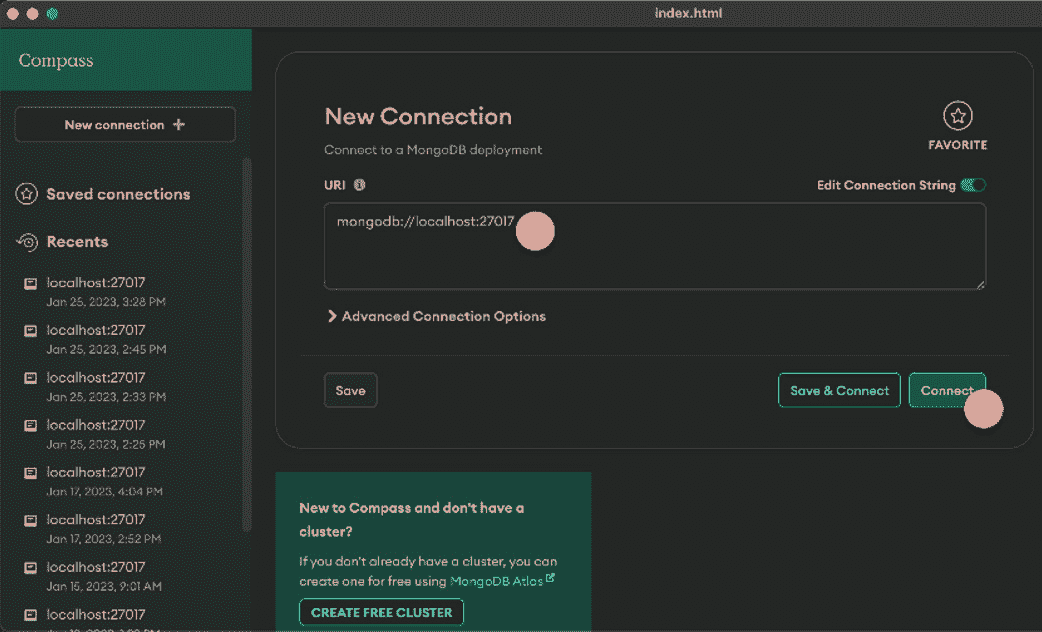 index.html
Compass
New connection +
Saved connections
Recents
localhost:27017
Jan 25, 2023, 3:28 PM
localhost:27017
Jan 25, 2023, 2:45 PM
localhost:27017
Jan 25, 2023, 2:33 PM
localhost:27017
Jan 25, 2023, 2:25 PM
localhost:27017
Jan 17, 2023, 4:04 PM
localhost:27017
Jan 17, 2023, 2:52 PM
localhost:27017
Jan 15, 2023, 9:01 AM
localhost:27017
New Connection
Connect to a MongoDB deployment
FAVORITE
URI
Edit Connection String
mongodb://localhost:27017
Advanced Connection Options
Save
Save & Connect
Connect
New to Compass and don't have a
cluster?
If you don't already have a cluster, you can
create one for free using MongoDB Atlas
CREATE FREE CLUSTER